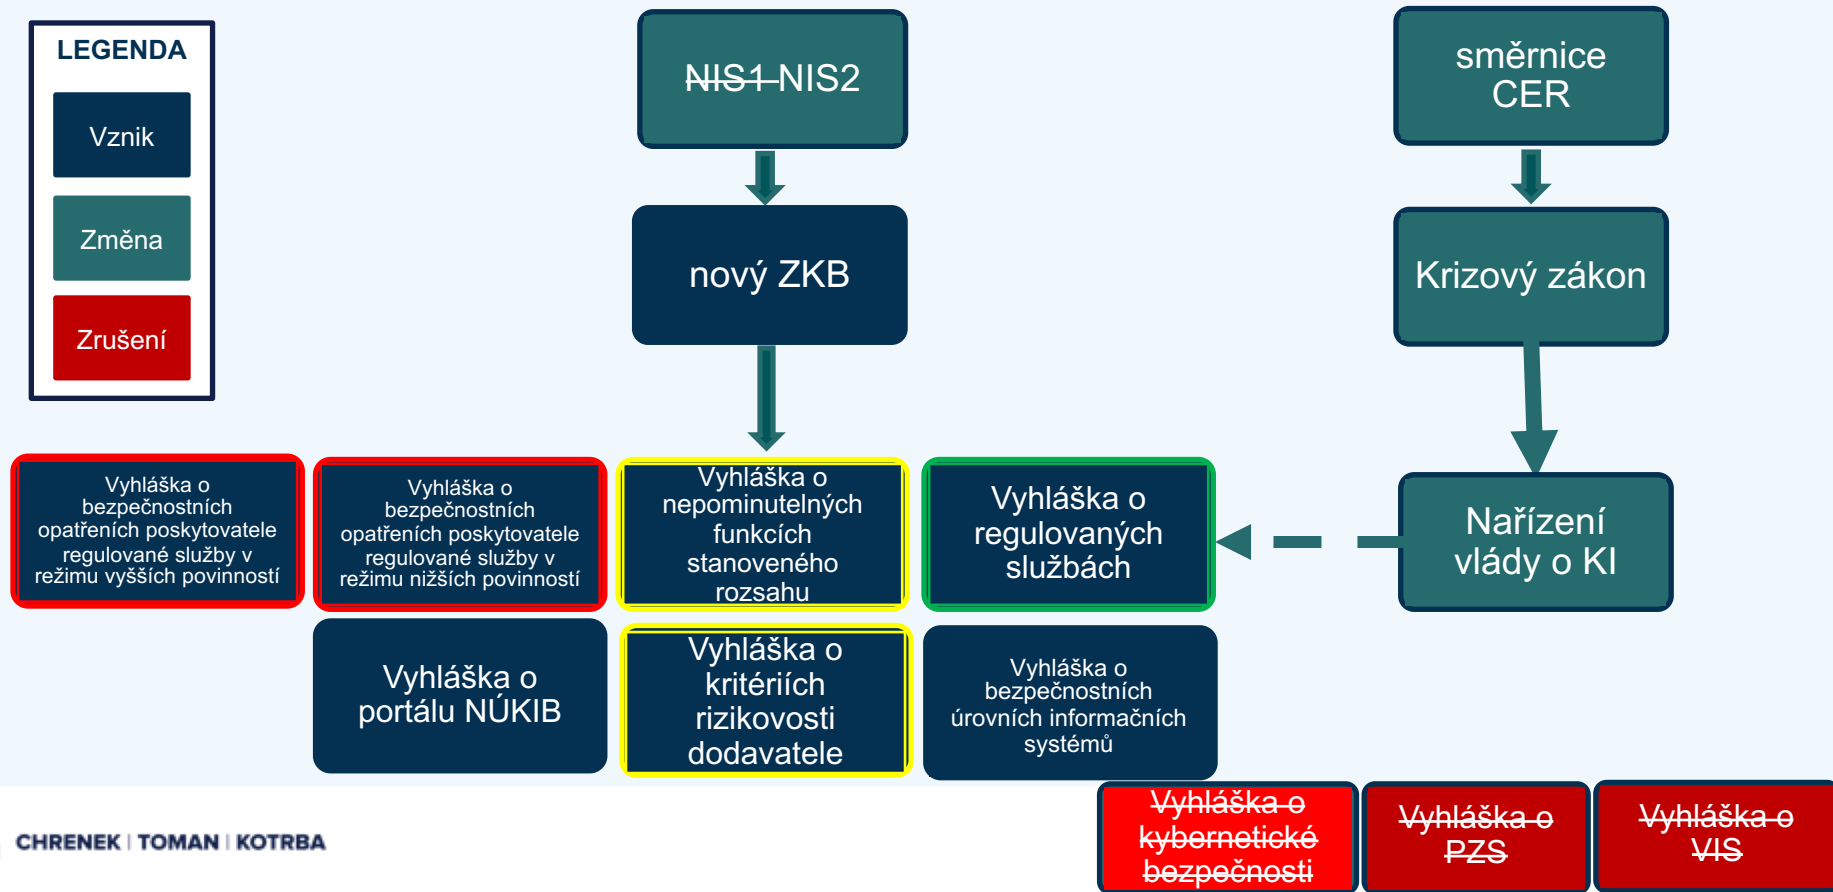 LEGENDA
Vznik
Změna
Zrušení
NIS1 NIS2
nový ZKB
směrnice
CER
Krizový zákon
Vyhláška o
bezpečnostních
opatřeních poskytovatele
regulované služby v
režimu vyšších povinností
Vyhláška o
bezpečnostních
opatřeních poskytovatele
regulované služby v
režimu nižších povinností
Vyhláška o
nepominutelných
funkcích
stanoveného
rozsahu
Vyhláška o
regulovaných
službách
Nařízení
vlády o KI
Vyhláška o
portálu NÚKIB
Vyhláška o
kritériích
rizikovosti
dodavatele
Vyhláška o
bezpečnostních
úrovních informačních
systémů
Vyhláška o
kybernetické
bezpečnosti
Vyhláška o
PZS
Vyhláška o
VIS
CHRENEK | TOMAN | KOTRBA